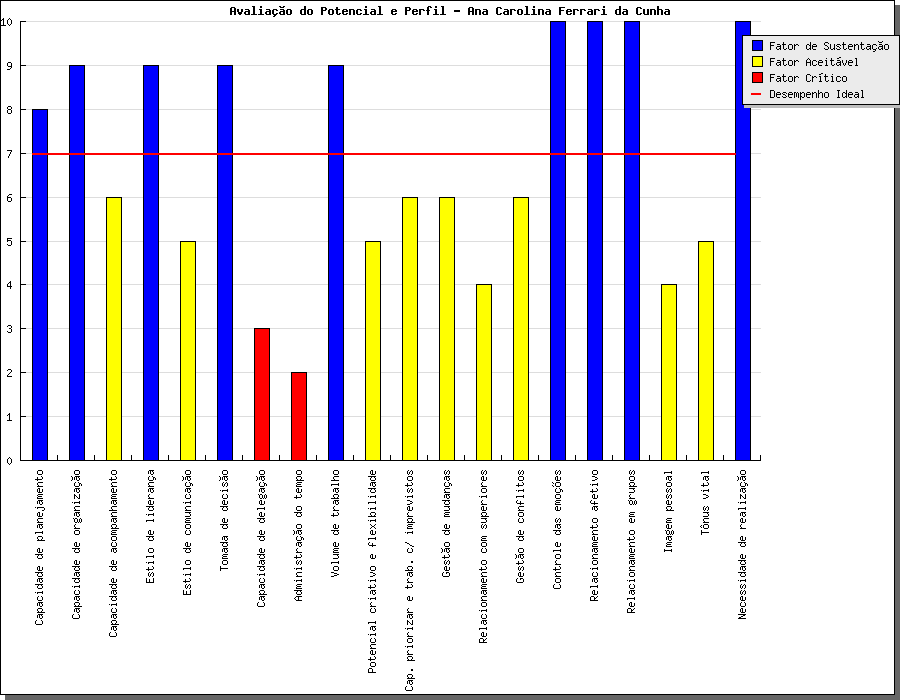 Avaliação do Potencial e Perfil - Ana Carolina Ferrari da Cunha
10
9
8
7
6
5
4
3
2
1
0
Fator de Sustentação
Fator Aceitável
Fator Crítico
Desempenho Ideal
Capacidade de planejamento
Capacidade de organização
Capacidade de acompanhamento
Estilo de liderança
Estilo de comunicação
Tomada de decisão
Capacidade de delegação
Administração do tempo
Volume de trabalho
Potencial criativo e flexibilidade
Cap. priorizar e trab. c/ imprevistos
Gestão de mudanças
Relacionamento com superiores
Gestão de conflitos
Controle das emoções
Relacionamento afetivo
Relacionamento em grupos
Imagem pessoal
Tônus vital
Necessidade de realização